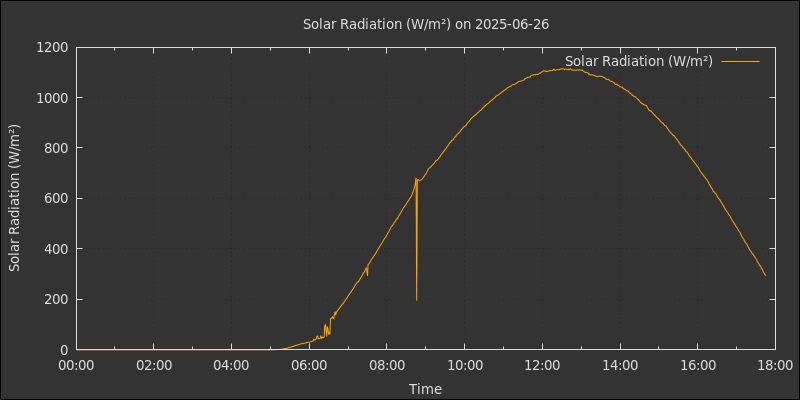 Solar Radiation (W/m²) on 2025-06-26
Solar Radiation (W/m²)
Solar Radiation (W/m²)
1200
1000
800
600
400
200
0
00:00 02:00 04:00 06:00 08:00 10:00 12:00 14:00 16:00 18:00
Time